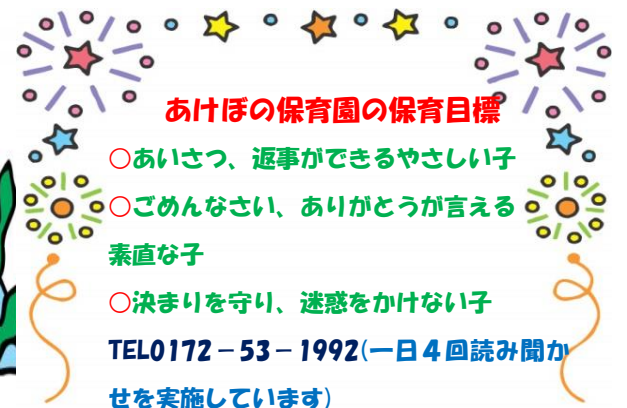 あけぼの保育園の保育目標
○あいさつ、返事ができるやさしい子
○ごめんなさい、ありがとうが言える
素直な子
○決まりを守り、迷惑をかけない子
TEL0172－53－1992(一日４回読み聞か
せを実施しています)